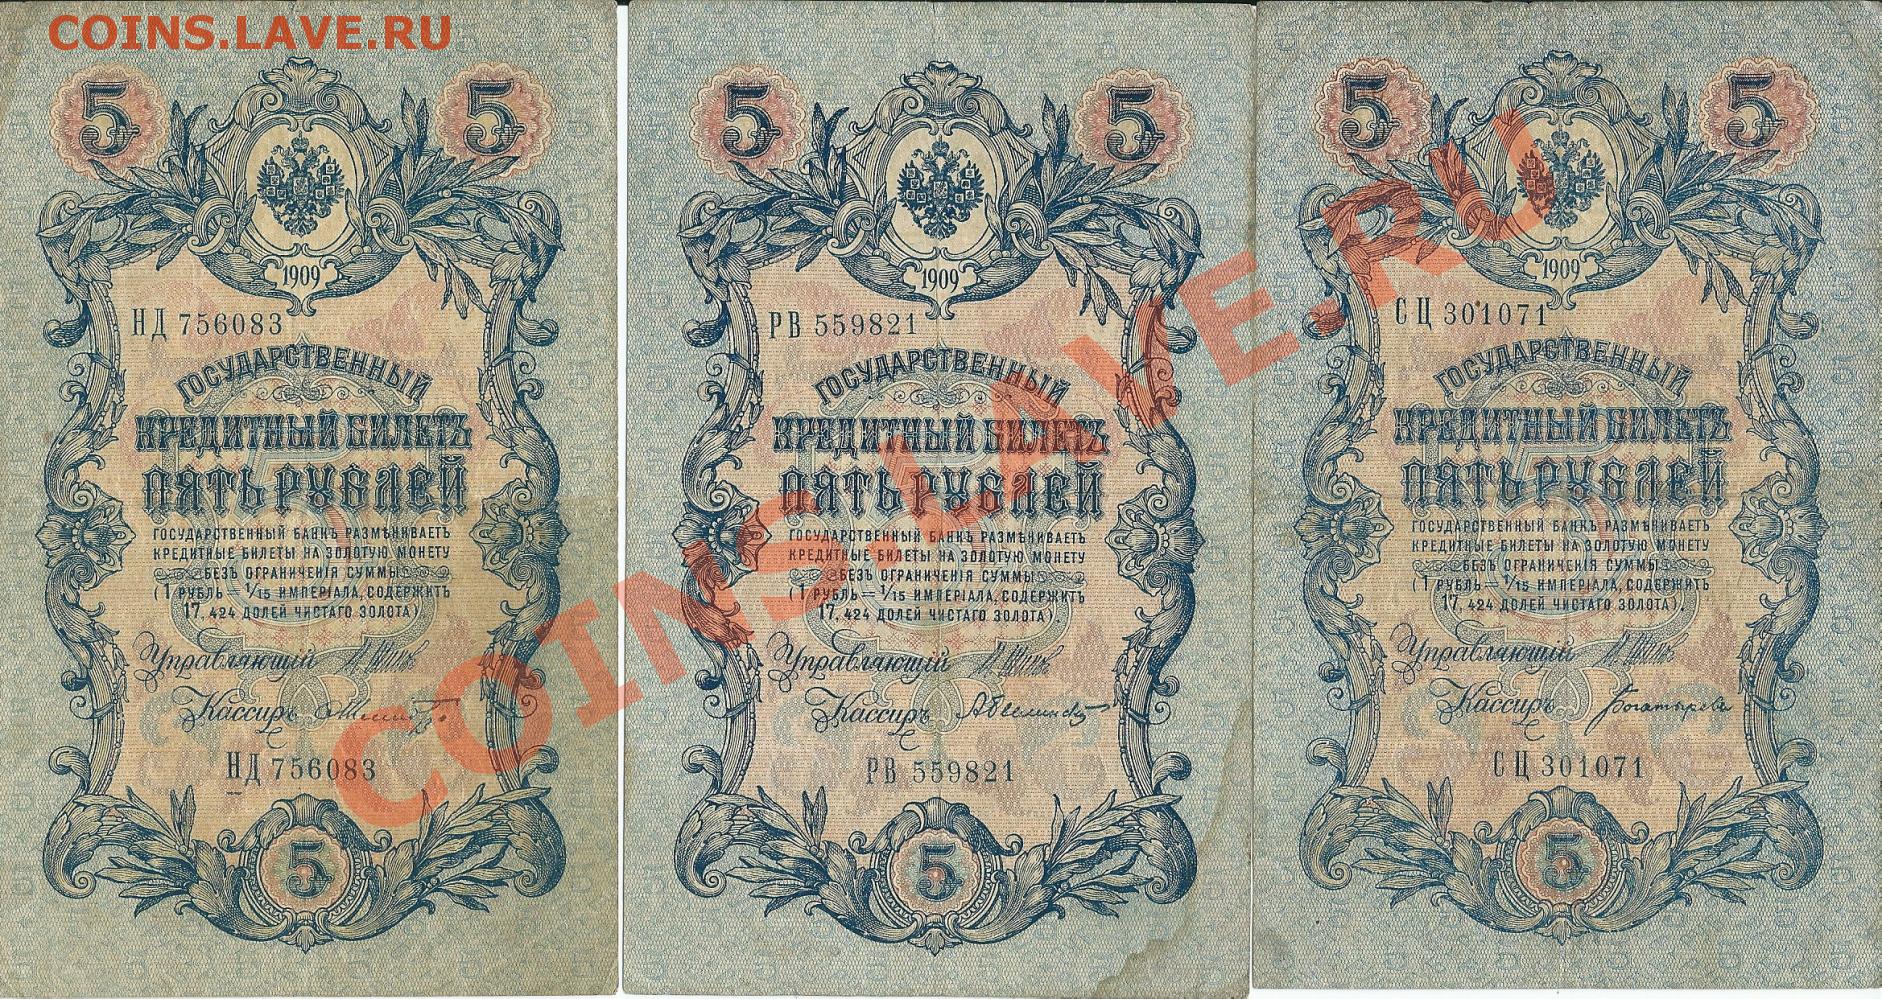 COINS.LAVE.RU
5 5
1909
НД 756083
ГОСУДАРСТВЕННЫЙ
КРЕДИТНЫЙ БИЛЕТЪ
ПЯТЬ РУБЛЕЙ
ГОСУДАРСТВЕННЫЙ БАНКЪ РАЗМѢНИВАЕТЪ
КРЕДИТНЫЕ БИЛЕТЫ НА ЗОЛОТУЮ МОНЕТУ
БЕЗЪ ОГРАНИЧЕНІЯ СУММЫ
(1 РУБЛЬ = 1/15 ИМПЕРІАЛА, СОДЕРЖИТЪ
17,424 ДОЛЕЙ ЧИСТАГО ЗОЛОТА).
Управляющій
Кассиръ
НД 756083
5
5 5
1909
РВ 559821
ГОСУДАРСТВЕННЫЙ
КРЕДИТНЫЙ БИЛЕТЪ
ПЯТЬ РУБЛЕЙ
ГОСУДАРСТВЕННЫЙ БАНКЪ РАЗМѢНИВАЕТЪ
КРЕДИТНЫЕ БИЛЕТЫ НА ЗОЛОТУЮ МОНЕТУ
БЕЗЪ ОГРАНИЧЕНІЯ СУММЫ
(1 РУБЛЬ = 1/15 ИМПЕРІАЛА, СОДЕРЖИТЪ
17,424 ДОЛЕЙ ЧИСТАГО ЗОЛОТА).
Управляющій
Кассиръ
РВ 559821
5
5 5
1909
СЦ 301071
ГОСУДАРСТВЕННЫЙ
КРЕДИТНЫЙ БИЛЕТЪ
ПЯТЬ РУБЛЕЙ
ГОСУДАРСТВЕННЫЙ БАНКЪ РАЗМѢНИВАЕТЪ
КРЕДИТНЫЕ БИЛЕТЫ НА ЗОЛОТУЮ МОНЕТУ
БЕЗЪ ОГРАНИЧЕНІЯ СУММЫ
(1 РУБЛЬ = 1/15 ИМПЕРІАЛА, СОДЕРЖИТЪ
17,424 ДОЛЕЙ ЧИСТАГО ЗОЛОТА).
Управляющій
Кассиръ Богатыревъ
СЦ 301071
5
COINS.LAVE.RU